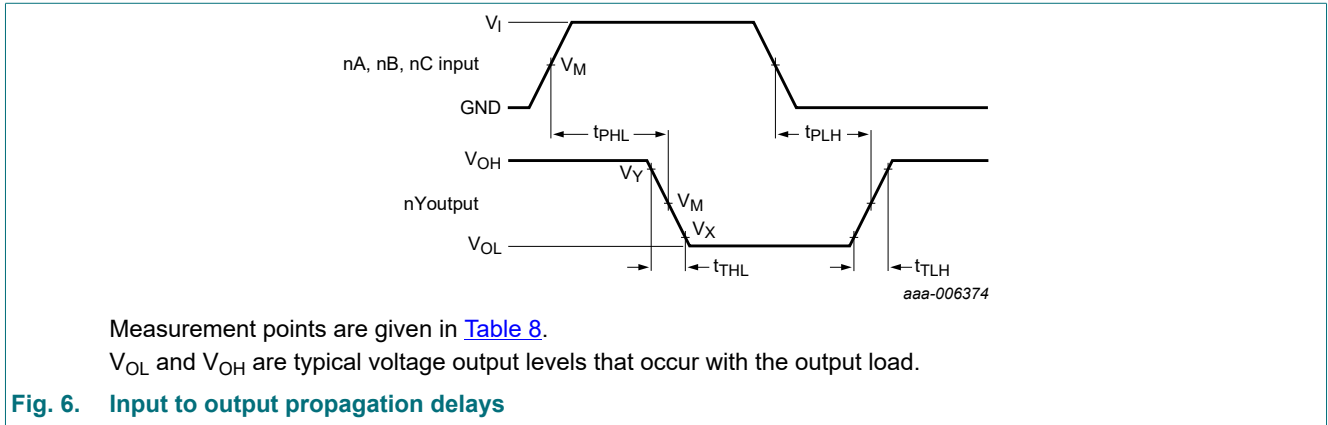 VI
nA, nB, nC input
VM
GND
tPHL
tPLH
VOH
VY
nYoutput
VM
VX
VOL
tTHL
tTLH
aaa-006374
Measurement points are given in Table 8.
VOL and VOH are typical voltage output levels that occur with the output load.
Fig. 6. Input to output propagation delays